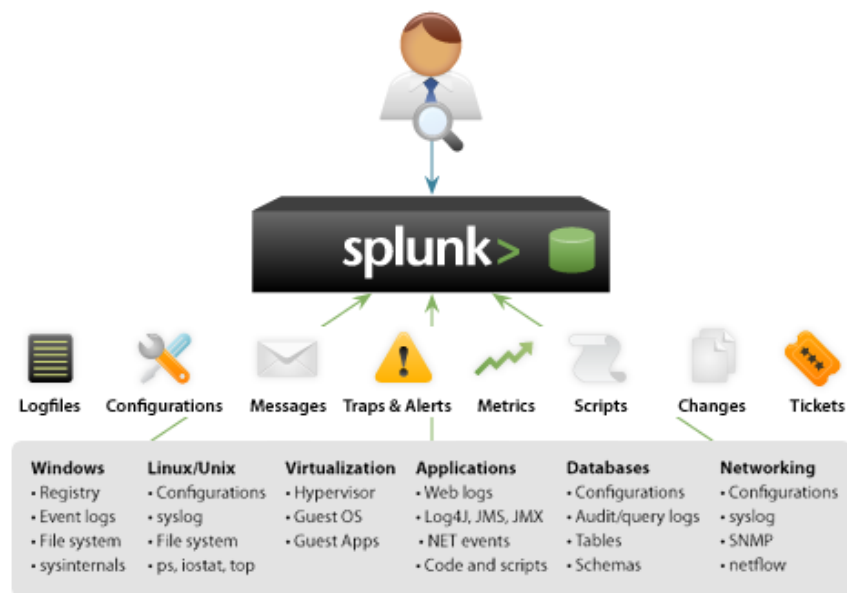 splunk>
Logfiles Configurations Messages Traps & Alerts Metrics Scripts Changes Tickets
Windows
• Registry
• Event logs
• File system
• sysinternals
Linux/Unix
• Configurations
• syslog
• File system
• ps, iostat, top
Virtualization
• Hypervisor
• Guest OS
• Guest Apps
Applications
• Web logs
• Log4J, JMS, JMX
• NET events
• Code and scripts
Databases
• Configurations
• Audit/query logs
• Tables
• Schemas
Networking
• Configurations
• syslog
• SNMP
• netflow